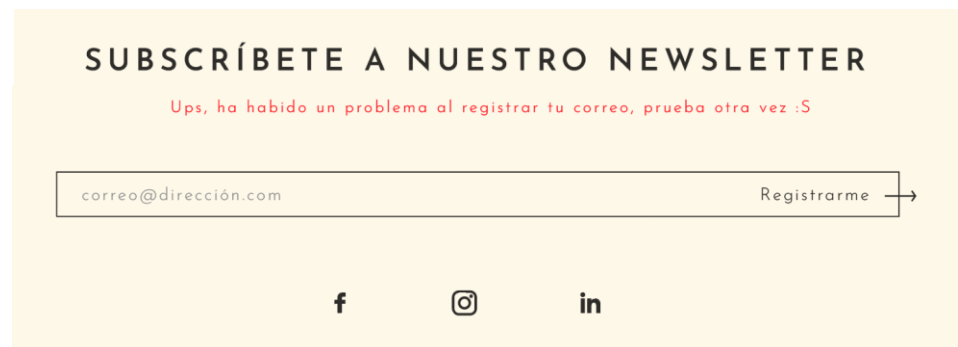 SUBSCRÍBETE A NUESTRO NEWSLETTER
Ups, ha habido un problema al registrar tu correo, prueba otra vez :S
correo@dirección.com Registrarme